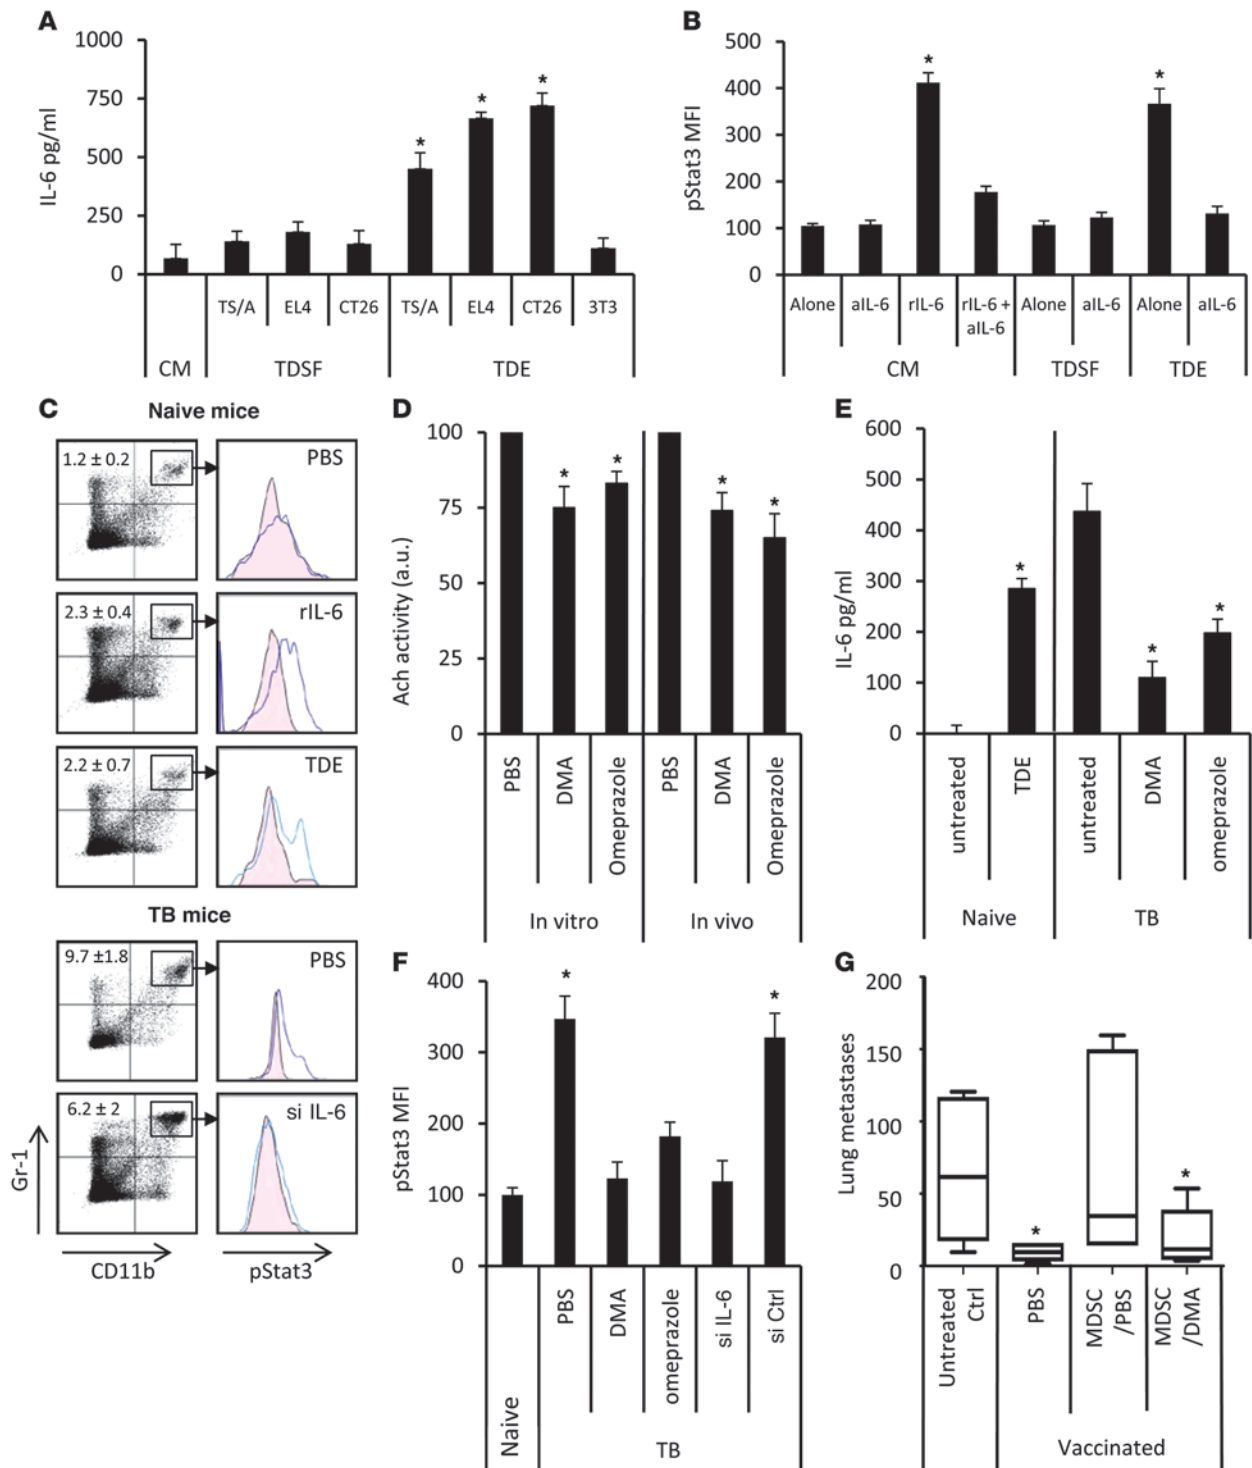 A
1000
750
500
250
0
IL-6 pg/ml
* * *
TS/A EL4 CT26 TS/A EL4 CT26 3T3
CM TDSF TDE
B
500
400
300
200
100
0
pStat3 MFI
* *
Alone aIL-6 rIL-6 rIL-6 + Alone aIL-6 Alone aIL-6
aIL-6
CM TDSF TDE
C
Naive mice
1.2 ± 0.2 PBS
2.3 ± 0.4 rIL-6
2.2 ± 0.7 TDE
TB mice
9.7 ±1.8 PBS
6.2 ± 2 si IL-6
Gr-1
CD11b pStat3
D
100
75
50
25
0
Ach activity (a.u.)
* * * *
PBS DMA Omeprazole PBS DMA Omeprazole
In vitro In vivo
E
600
500
400
300
200
100
0
IL-6 pg/ml
* * *
untreated TDE untreated DMA omeprazole
Naive TB
F
400
300
200
100
0
pStat3 MFI
* *
Naive PBS DMA omeprazole si IL-6 si Ctrl
TB
G
200
150
100
50
0
Lung metastases
* *
Untreated PBS MDSC MDSC
Ctrl /PBS /DMA
Vaccinated